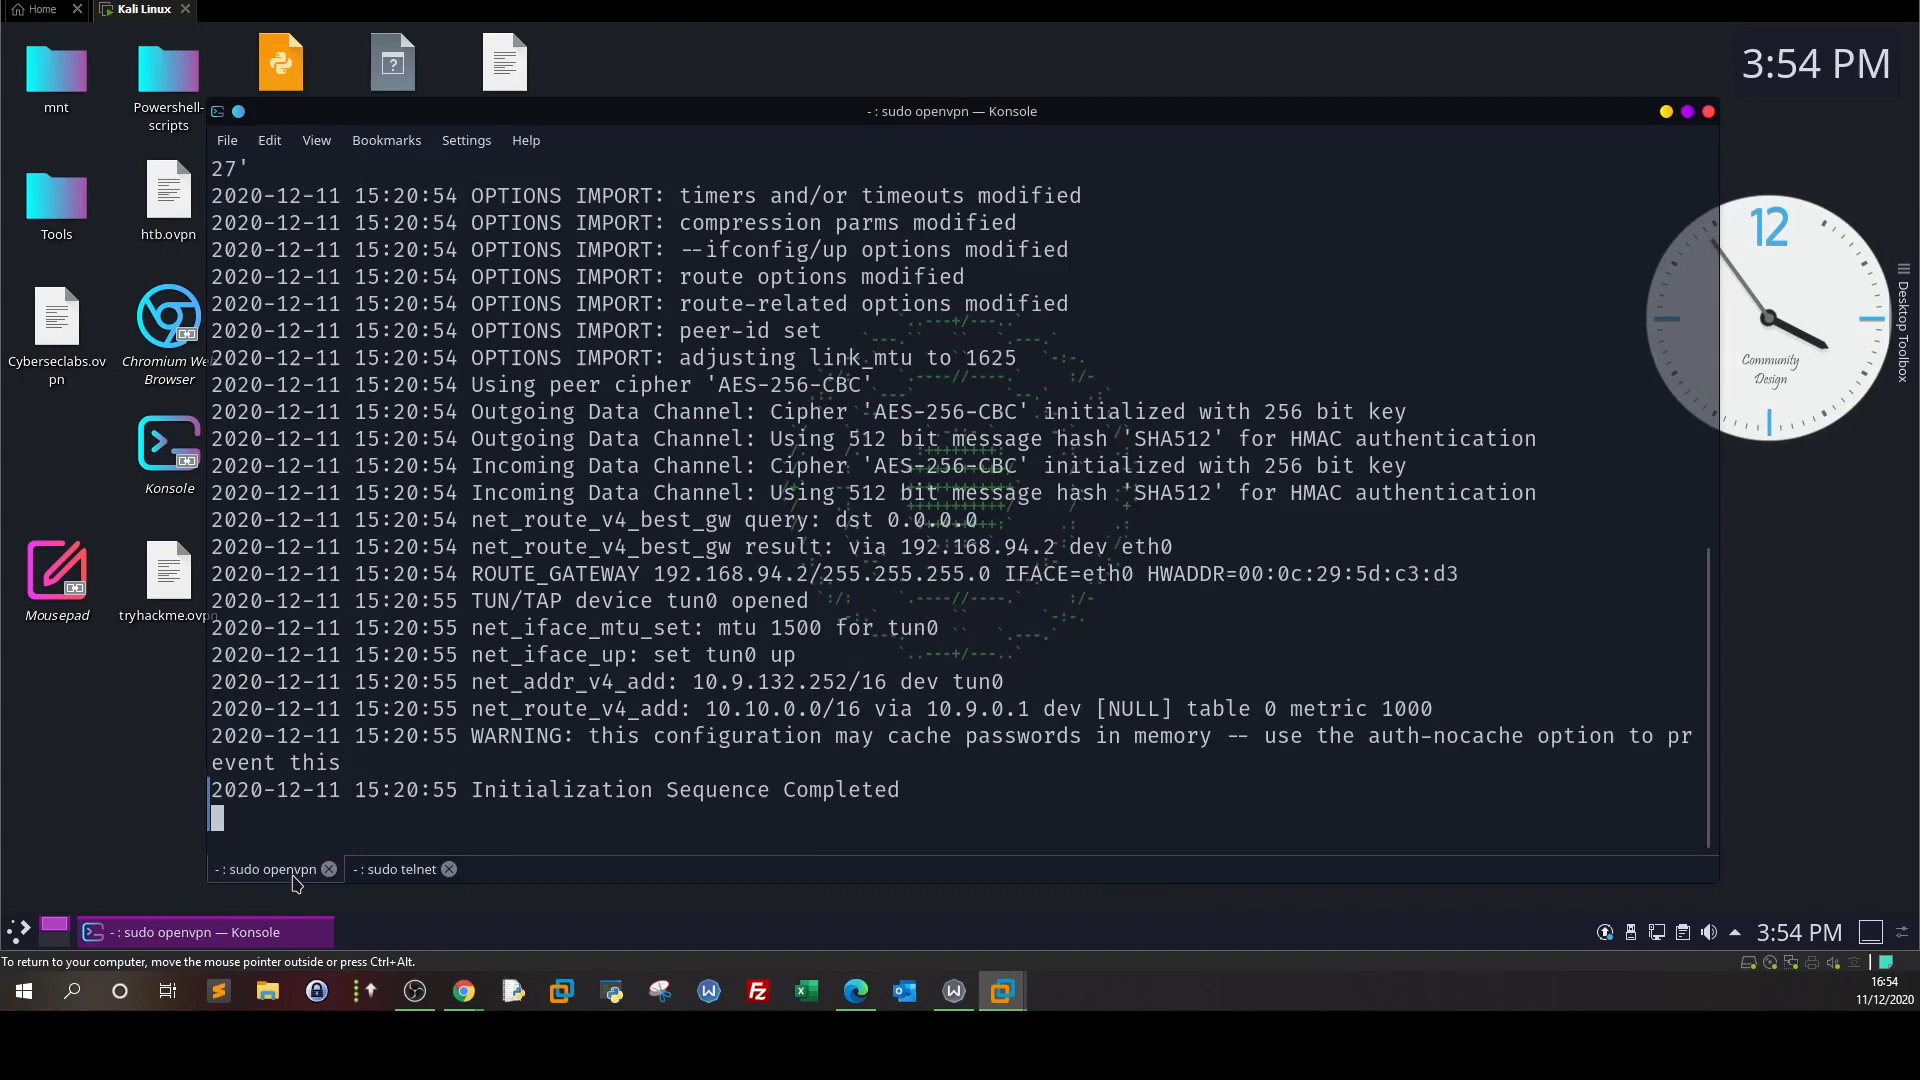 Home
Kali Linux
3:54 PM
mnt
Powershell-
scripts
Tools
htb.ovpn
Cyberseclabs.ov
pn
Chromium Web
Browser
Konsole
Mousepad
tryhackme.ovpn
- : sudo openvpn — Konsole
File Edit View Bookmarks Settings Help
27'
2020-12-11 15:20:54 OPTIONS IMPORT: timers and/or timeouts modified
2020-12-11 15:20:54 OPTIONS IMPORT: compression parms modified
2020-12-11 15:20:54 OPTIONS IMPORT: --ifconfig/up options modified
2020-12-11 15:20:54 OPTIONS IMPORT: route options modified
2020-12-11 15:20:54 OPTIONS IMPORT: route-related options modified
2020-12-11 15:20:54 OPTIONS IMPORT: peer-id set
2020-12-11 15:20:54 OPTIONS IMPORT: adjusting link_mtu to 1625
2020-12-11 15:20:54 Using peer cipher 'AES-256-CBC'
2020-12-11 15:20:54 Outgoing Data Channel: Cipher 'AES-256-CBC' initialized with 256 bit key
2020-12-11 15:20:54 Outgoing Data Channel: Using 512 bit message hash 'SHA512' for HMAC authentication
2020-12-11 15:20:54 Incoming Data Channel: Cipher 'AES-256-CBC' initialized with 256 bit key
2020-12-11 15:20:54 Incoming Data Channel: Using 512 bit message hash 'SHA512' for HMAC authentication
2020-12-11 15:20:54 net_route_v4_best_gw query: dst 0.0.0.0
2020-12-11 15:20:54 net_route_v4_best_gw result: via 192.168.94.2 dev eth0
2020-12-11 15:20:54 ROUTE_GATEWAY 192.168.94.2/255.255.255.0 IFACE=eth0 HWADDR=00:0c:29:5d:c3:d3
2020-12-11 15:20:55 TUN/TAP device tun0 opened
2020-12-11 15:20:55 net_iface_mtu_set: mtu 1500 for tun0
2020-12-11 15:20:55 net_iface_up: set tun0 up
2020-12-11 15:20:55 net_addr_v4_add: 10.9.132.252/16 dev tun0
2020-12-11 15:20:55 net_route_v4_add: 10.10.0.0/16 via 10.9.0.1 dev [NULL] table 0 metric 1000
2020-12-11 15:20:55 WARNING: this configuration may cache passwords in memory -- use the auth-nocache option to pr
event this
2020-12-11 15:20:55 Initialization Sequence Completed
- : sudo openvpn
- : sudo telnet
12
Community
Design
Desktop Toolbox
- : sudo openvpn — Konsole
3:54 PM
To return to your computer, move the mouse pointer outside or press Ctrl+Alt.
16:54
11/12/2020